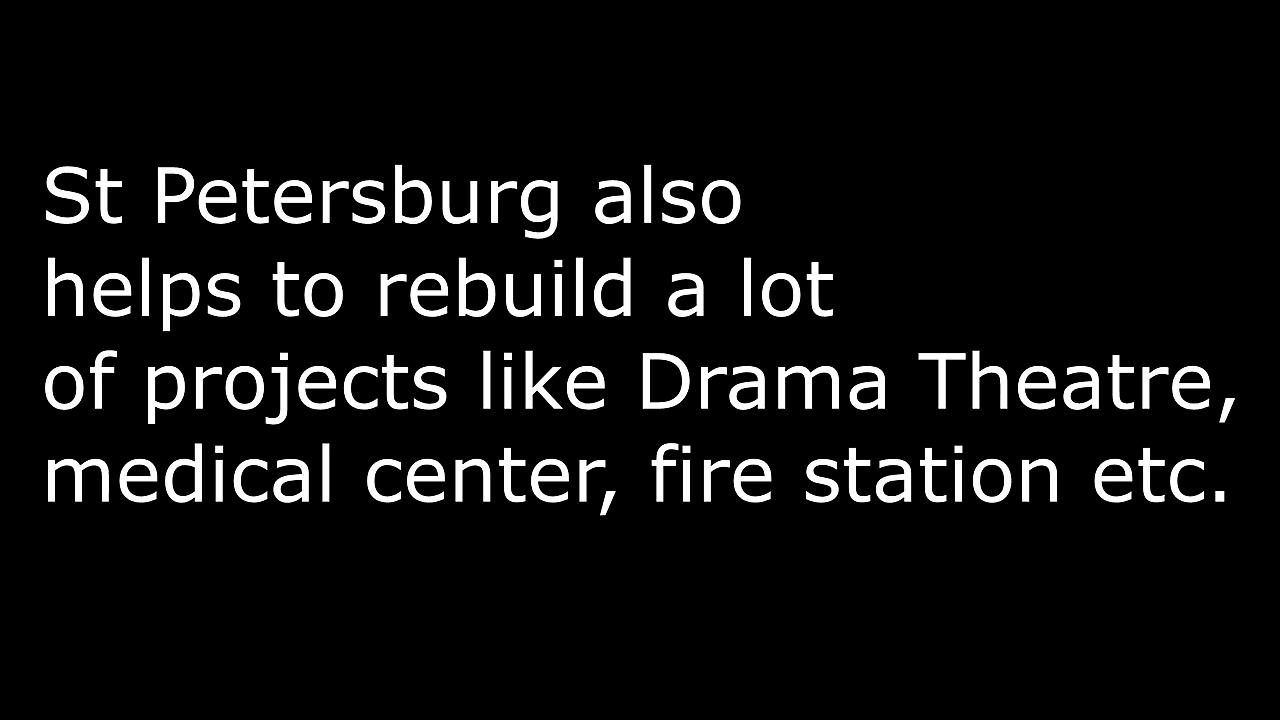 St Petersburg also
helps to rebuild a lot
of projects like Drama Theatre,
medical center, fire station etc.